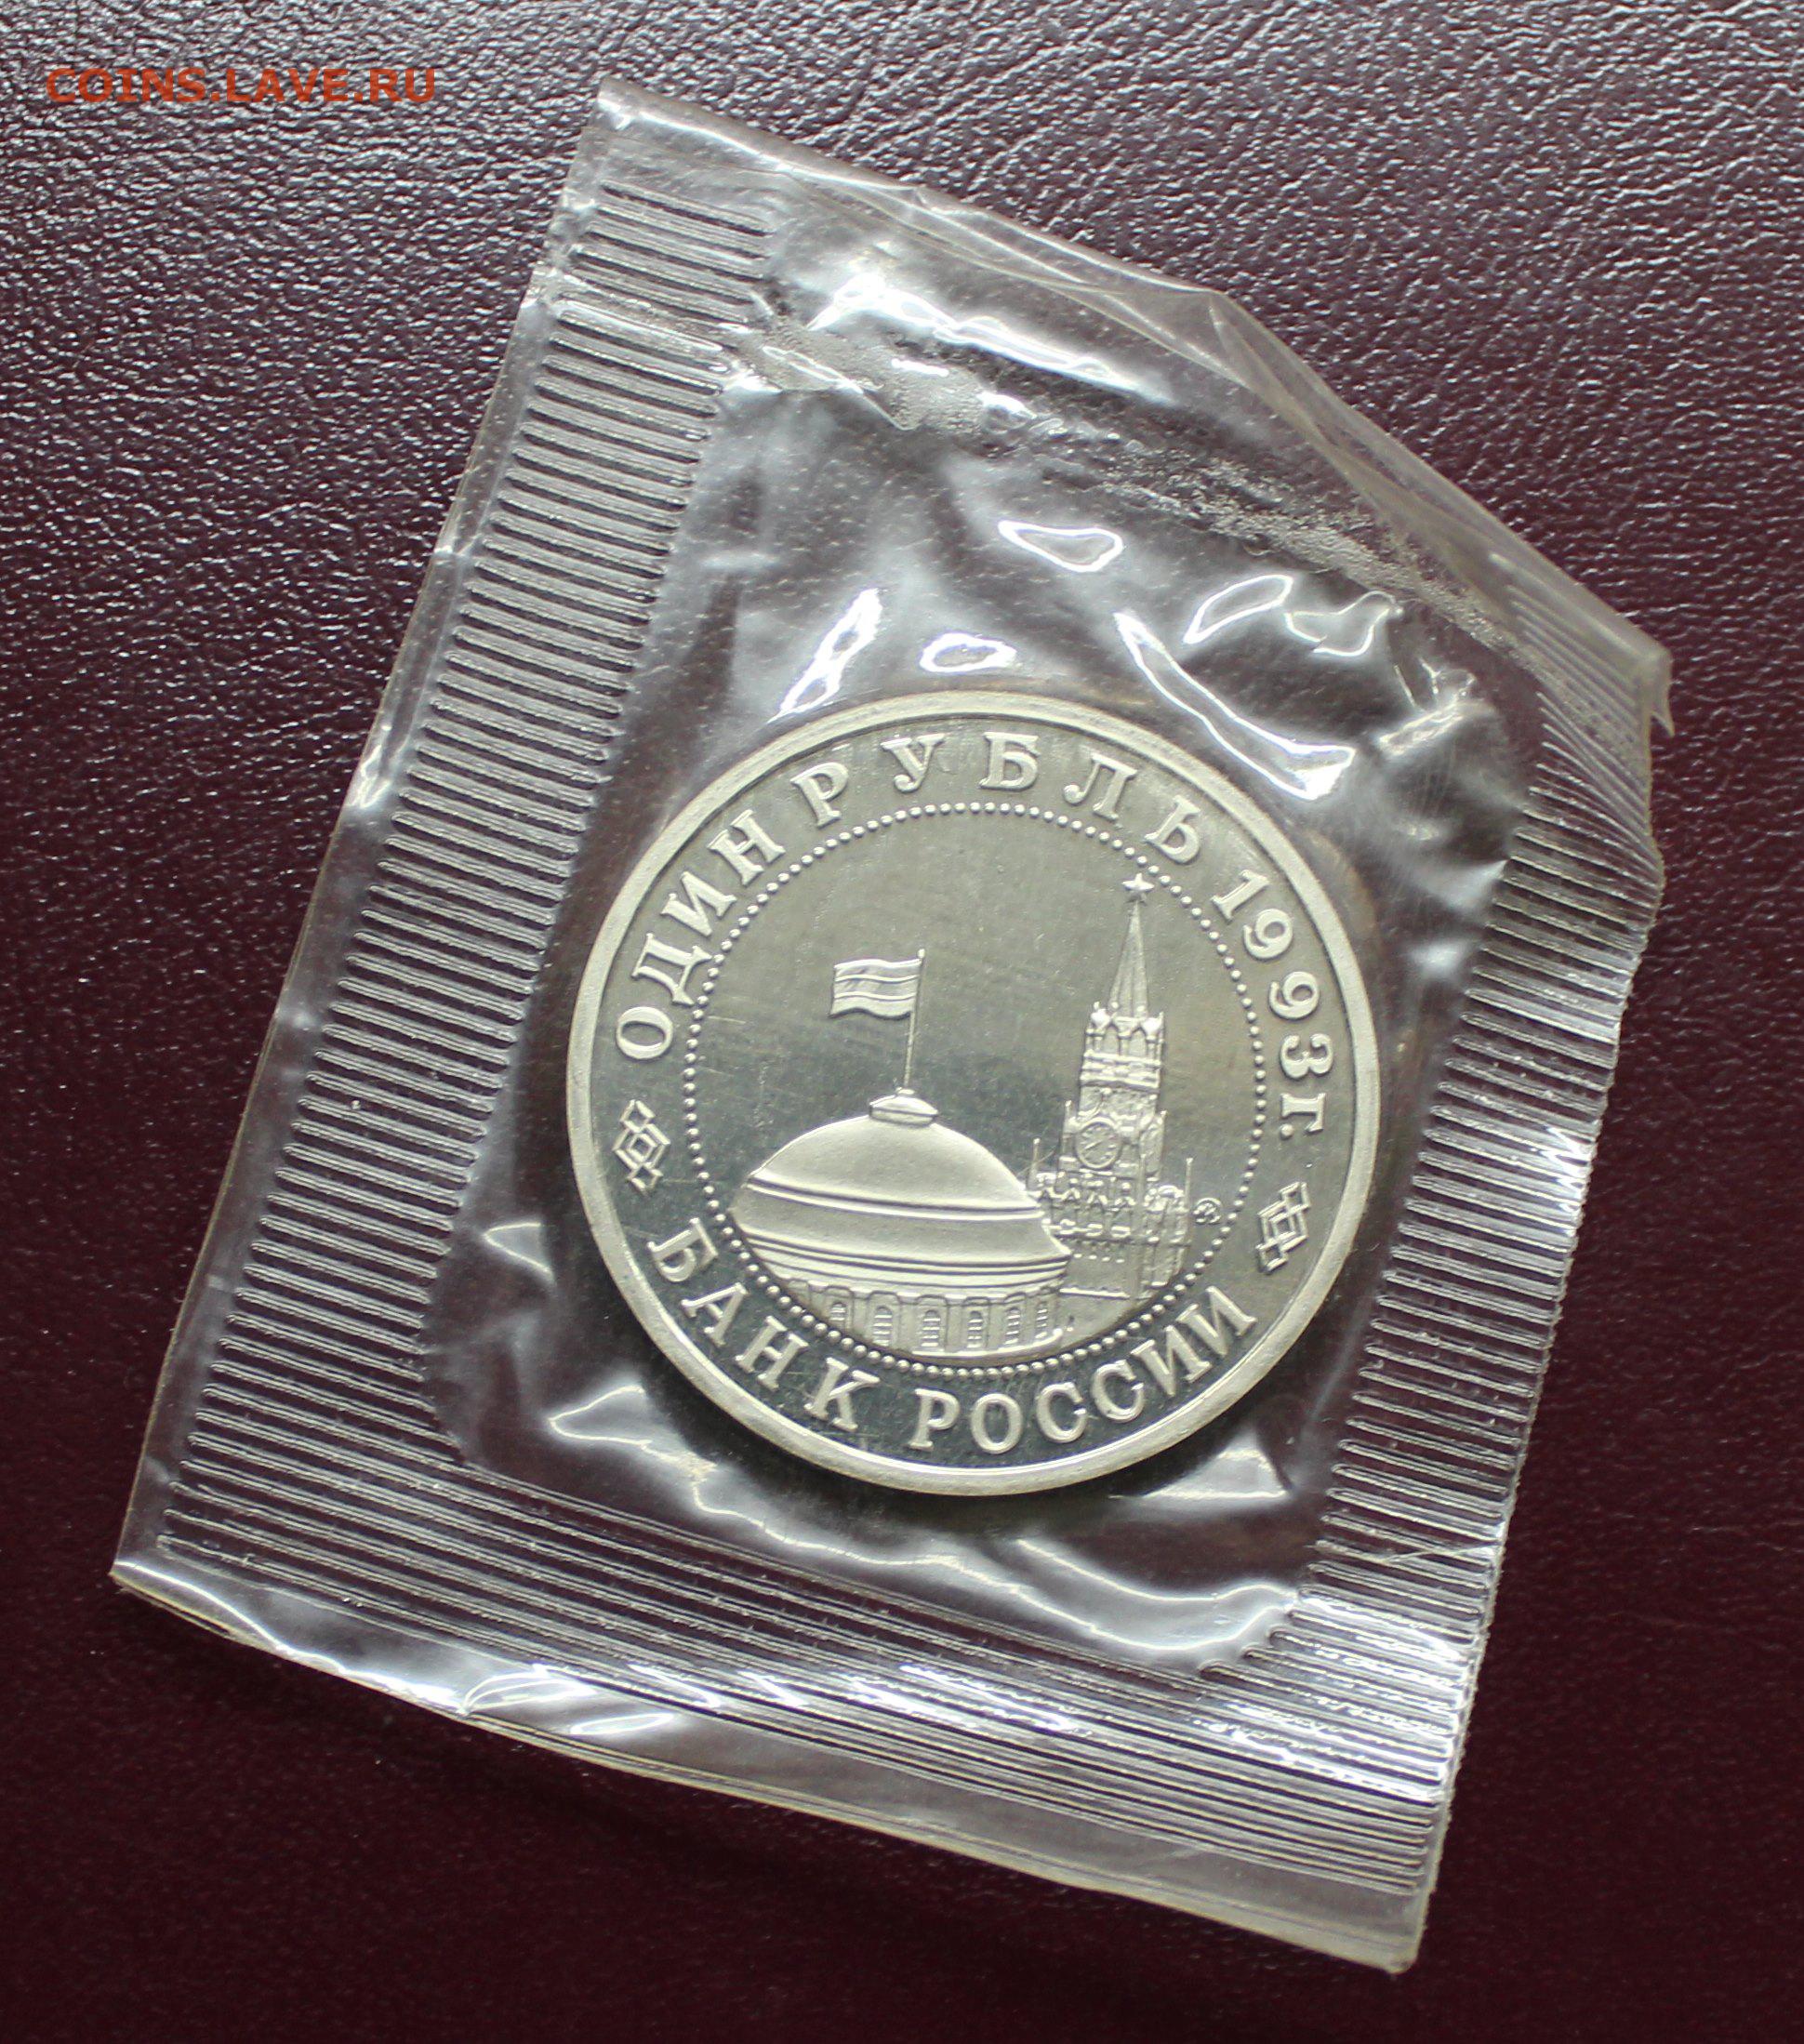 COINS.LAVE.RU
ОДИН РУБЛЬ 1993 г.
БАНК РОССИИ